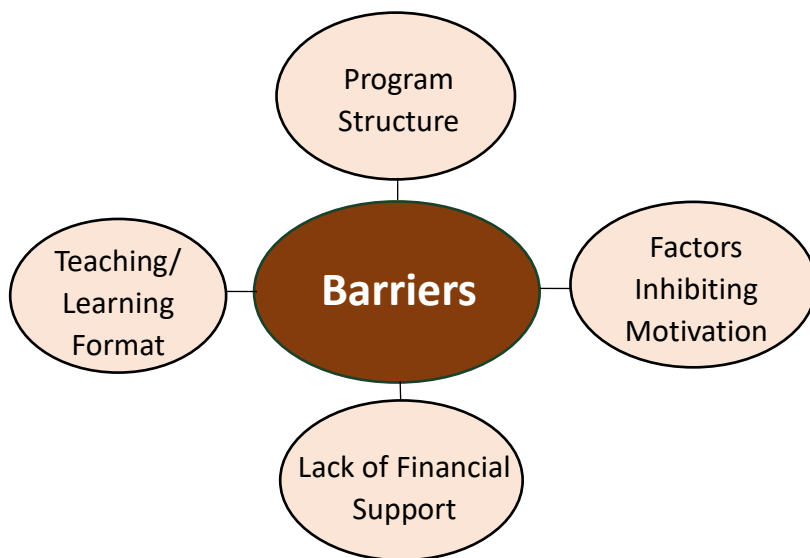 Program
Structure
Teaching/
Learning
Format
Barriers
Factors
Inhibiting
Motivation
Lack of Financial
Support